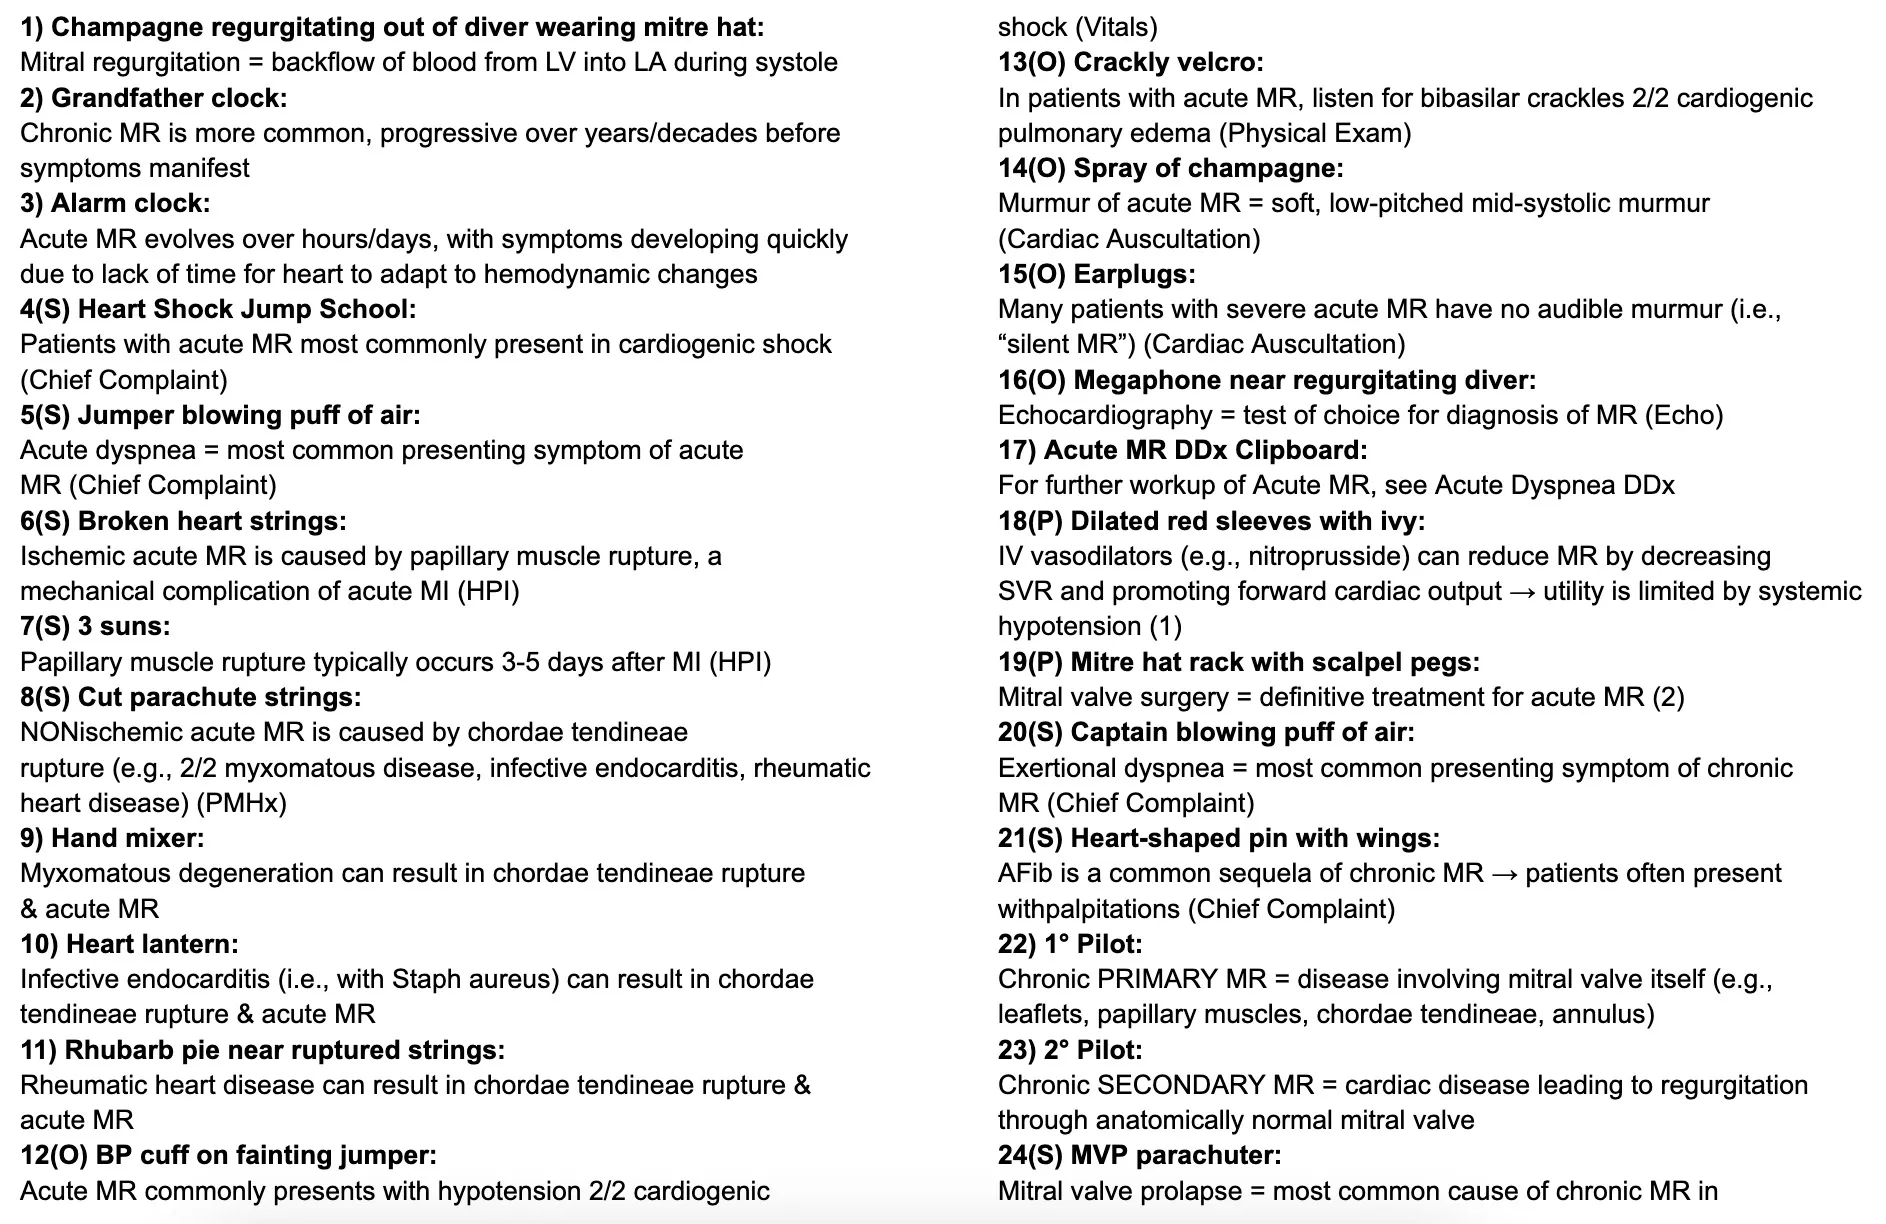 1) Champagne regurgitating out of diver wearing mitre hat:
Mitral regurgitation = backflow of blood from LV into LA during systole
2) Grandfather clock:
Chronic MR is more common, progressive over years/decades before
symptoms manifest
3) Alarm clock:
Acute MR evolves over hours/days, with symptoms developing quickly
due to lack of time for heart to adapt to hemodynamic changes
4(S) Heart Shock Jump School:
Patients with acute MR most commonly present in cardiogenic shock
(Chief Complaint)
5(S) Jumper blowing puff of air:
Acute dyspnea = most common presenting symptom of acute
MR (Chief Complaint)
6(S) Broken heart strings:
Ischemic acute MR is caused by papillary muscle rupture, a
mechanical complication of acute MI (HPI)
7(S) 3 suns:
Papillary muscle rupture typically occurs 3-5 days after MI (HPI)
8(S) Cut parachute strings:
NONischemic acute MR is caused by chordae tendineae
rupture (e.g., 2/2 myxomatous disease, infective endocarditis, rheumatic
heart disease) (PMHx)
9) Hand mixer:
Myxomatous degeneration can result in chordae tendineae rupture
& acute MR
10) Heart lantern:
Infective endocarditis (i.e., with Staph aureus) can result in chordae
tendineae rupture & acute MR
11) Rhubarb pie near ruptured strings:
Rheumatic heart disease can result in chordae tendineae rupture &
acute MR
12(O) BP cuff on fainting jumper:
Acute MR commonly presents with hypotension 2/2 cardiogenic
shock (Vitals)
13(O) Crackly velcro:
In patients with acute MR, listen for bibasilar crackles 2/2 cardiogenic
pulmonary edema (Physical Exam)
14(O) Spray of champagne:
Murmur of acute MR = soft, low-pitched mid-systolic murmur
(Cardiac Auscultation)
15(O) Earplugs:
Many patients with severe acute MR have no audible murmur (i.e.,
“silent MR”) (Cardiac Auscultation)
16(O) Megaphone near regurgitating diver:
Echocardiography = test of choice for diagnosis of MR (Echo)
17) Acute MR DDx Clipboard:
For further workup of Acute MR, see Acute Dyspnea DDx
18(P) Dilated red sleeves with ivy:
IV vasodilators (e.g., nitroprusside) can reduce MR by decreasing
SVR and promoting forward cardiac output → utility is limited by systemic
hypotension (1)
19(P) Mitre hat rack with scalpel pegs:
Mitral valve surgery = definitive treatment for acute MR (2)
20(S) Captain blowing puff of air:
Exertional dyspnea = most common presenting symptom of chronic
MR (Chief Complaint)
21(S) Heart-shaped pin with wings:
AFib is a common sequela of chronic MR → patients often present
withpalpitations (Chief Complaint)
22) 1° Pilot:
Chronic PRIMARY MR = disease involving mitral valve itself (e.g.,
leaflets, papillary muscles, chordae tendineae, annulus)
23) 2° Pilot:
Chronic SECONDARY MR = cardiac disease leading to regurgitation
through anatomically normal mitral valve
24(S) MVP parachuter:
Mitral valve prolapse = most common cause of chronic MR in